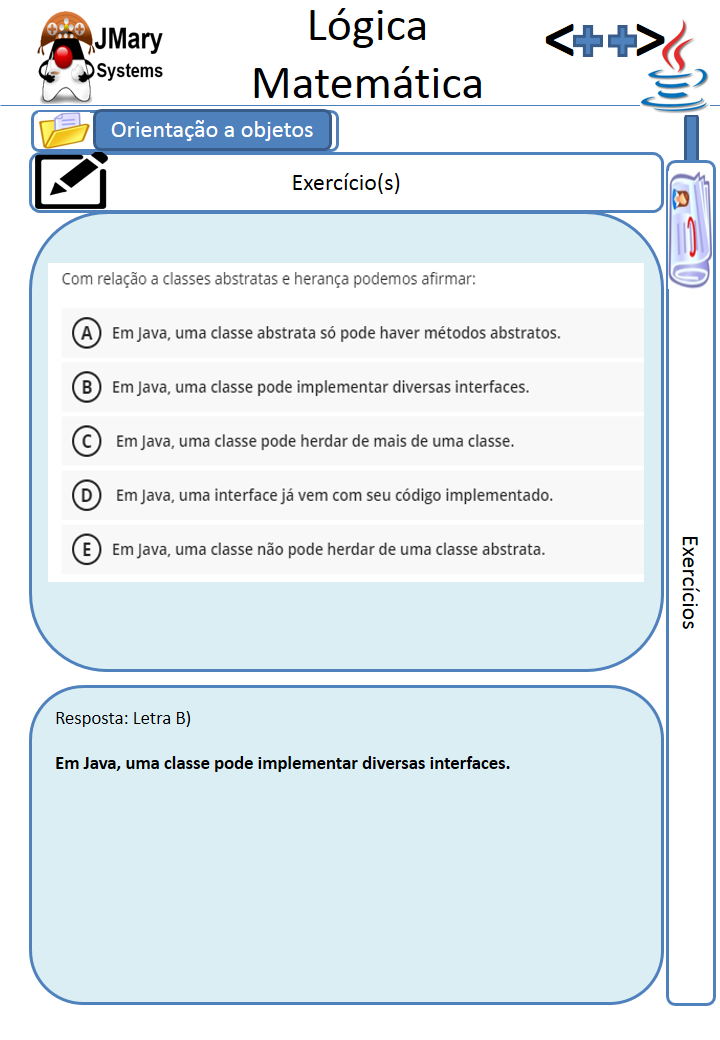 JMary
Systems
Lógica
Matemática
<++>
Orientação a objetos
Exercício(s)
Com relação a classes abstratas e herança podemos afirmar:
A Em Java, uma classe abstrata só pode haver métodos abstratos.
B Em Java, uma classe pode implementar diversas interfaces.
C Em Java, uma classe pode herdar de mais de uma classe.
D Em Java, uma interface já vem com seu código implementado.
E Em Java, uma classe não pode herdar de uma classe abstrata.
Exercícios
Resposta: Letra B)
Em Java, uma classe pode implementar diversas interfaces.